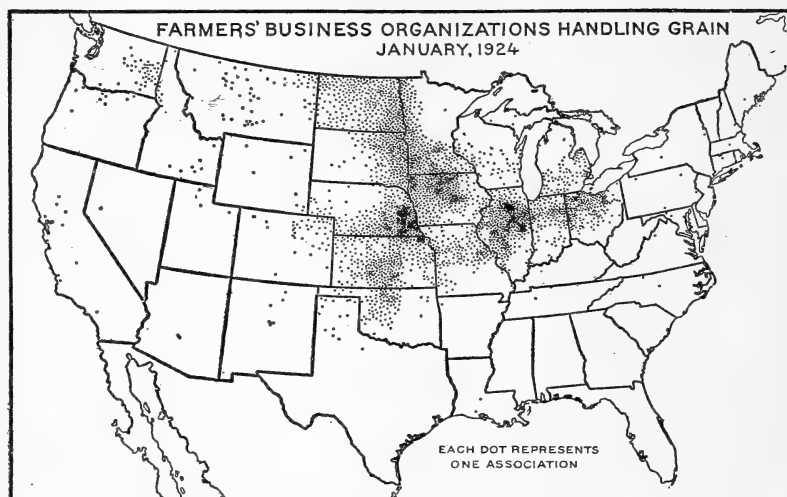 FARMERS' BUSINESS ORGANIZATIONS HANDLING GRAIN
JANUARY, 1924
EACH DOT REPRESENTS
ONE ASSOCIATION